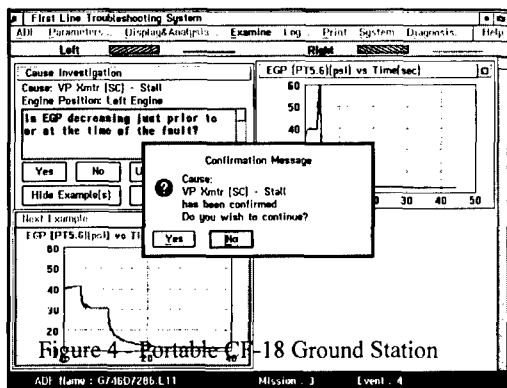 First Line Troubleshooting System
ADF Parameters.. Display&Analysis.. Examine Log.. Print System Diagnosis. Help
Left Right
Cause Investigation
Cause: VP Xmtr [SC] - Stall
Engine Position: Left Engine
Is EGP decreasing just prior to
or at the time of the fault?
Yes No U
Hide Example(s)
EGP [PT5.6](psi) vs Time(sec)
60
50
40
30 40 50
Confirmation Message
Cause:
VP Xmtr [SC] - Stall
has been confirmed
Do you wish to continue?
Yes No
Next Example
EGP [PT5.6](psi) vs Ti
60
50
40
30
20
10
20 40
Figure 4 - Portable CF-18 Ground Station
ADF Name : G746D7286.L11 Mission . 3 Event . 4